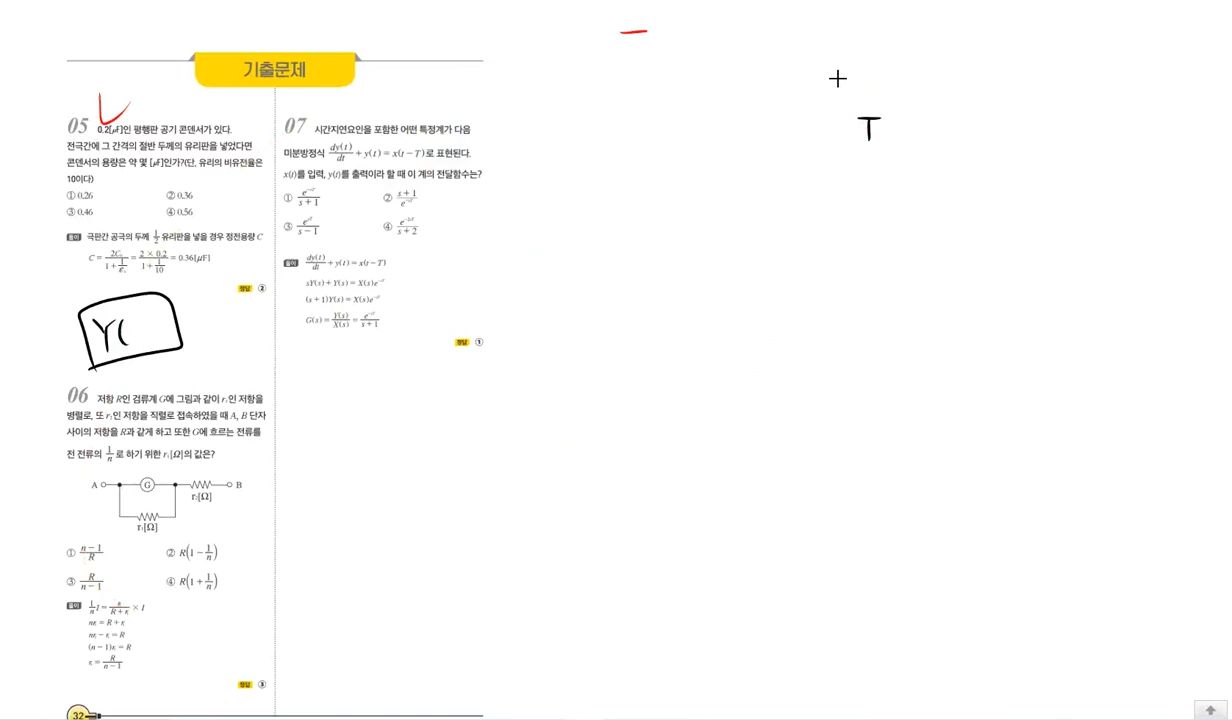 기출문제
05 0.2[μF]인 평행판 공기 콘덴서가 있다.
전극간에 그 간격의 절반 두께의 유리판을 넣었다면
콘덴서의 용량은 약 몇 [μF]인가?(단, 유리의 비유전율은
10이다)
① 0.26 ② 0.36
③ 0.46 ④ 0.56
풀이 극판간 공극의 두께 1/2 유리판을 넣을 경우 정전용량 C
= 2 × 0.2 / 1 + 1/10 = 0.36[μF]
정답 ②
Y(
06 저항 R인 검류계 G에 그림과 같이 r₁인 저항을
병렬로, 또 r₂인 저항을 직렬로 접속하였을 때 A, B 단자
사이의 저항을 R과 같게 하고 또한 G에 흐르는 전류를
전 전류의 1/n로 하기 위한 r₁[Ω]의 값은?
A G B
r₂[Ω]
r₁[Ω]
① n−1/R ② R(1−1/n)
③ R/n−1 ④ R(1+1/n)
풀이
(n−1)r₁ = R
r₁ = R/n−1
정답 ③
32
07 시간지연요인을 포함한 어떤 특정계가 다음
미분방정식 dy(t)/dt + y(t) = x(t−T)로 표현된다.
x(t)를 입력, y(t)를 출력이라 할 때 이 계의 전달함수는?
① e^−sT/s+1 ② s+1/e^−sT
③ e^sT/s−1 ④ e^−2sT/s+2
풀이 dy(t)/dt + y(t) = x(t−T)
sY(s) + Y(s) = X(s)e^−sT
(s+1)Y(s) = X(s)e^−sT
G(s) = Y(s)/X(s) = e^−sT/s+1
정답 ①
T